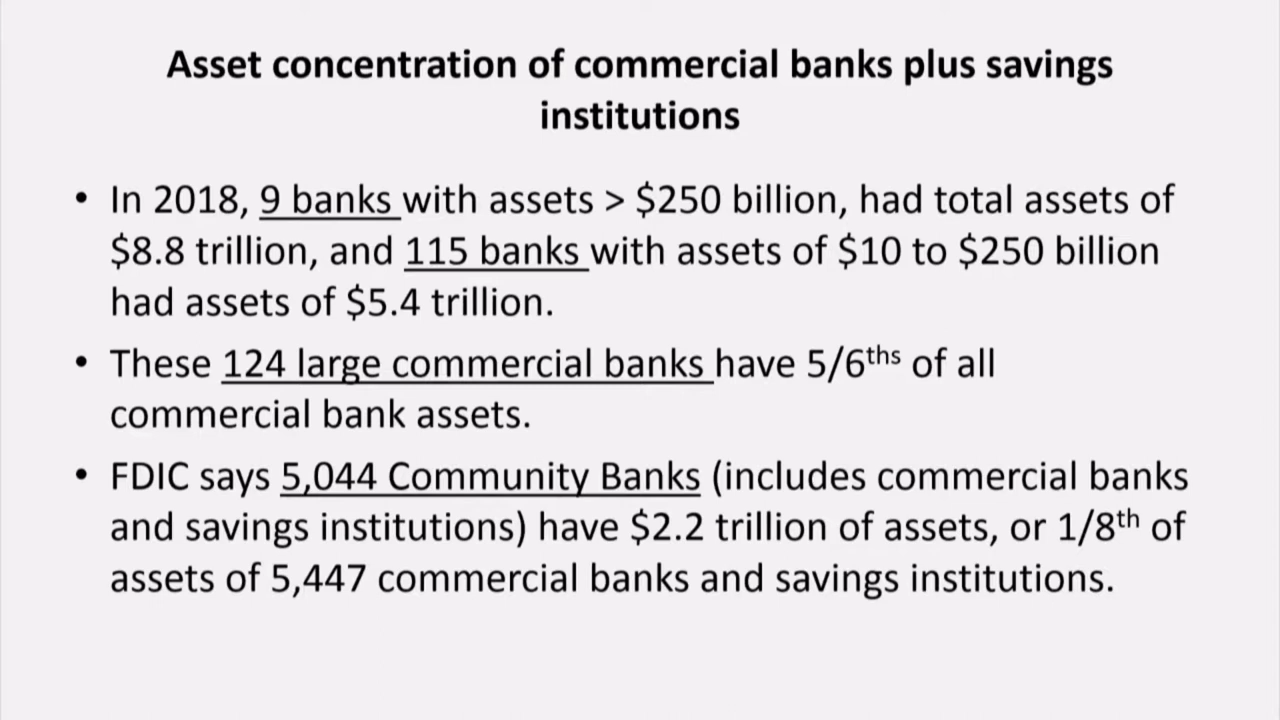 Asset concentration of commercial banks plus savings
institutions
• In 2018, 9 banks with assets > $250 billion, had total assets of
$8.8 trillion, and 115 banks with assets of $10 to $250 billion
had assets of $5.4 trillion.
• These 124 large commercial banks have 5/6ths of all
commercial bank assets.
• FDIC says 5,044 Community Banks (includes commercial banks
and savings institutions) have $2.2 trillion of assets, or 1/8th of
assets of 5,447 commercial banks and savings institutions.